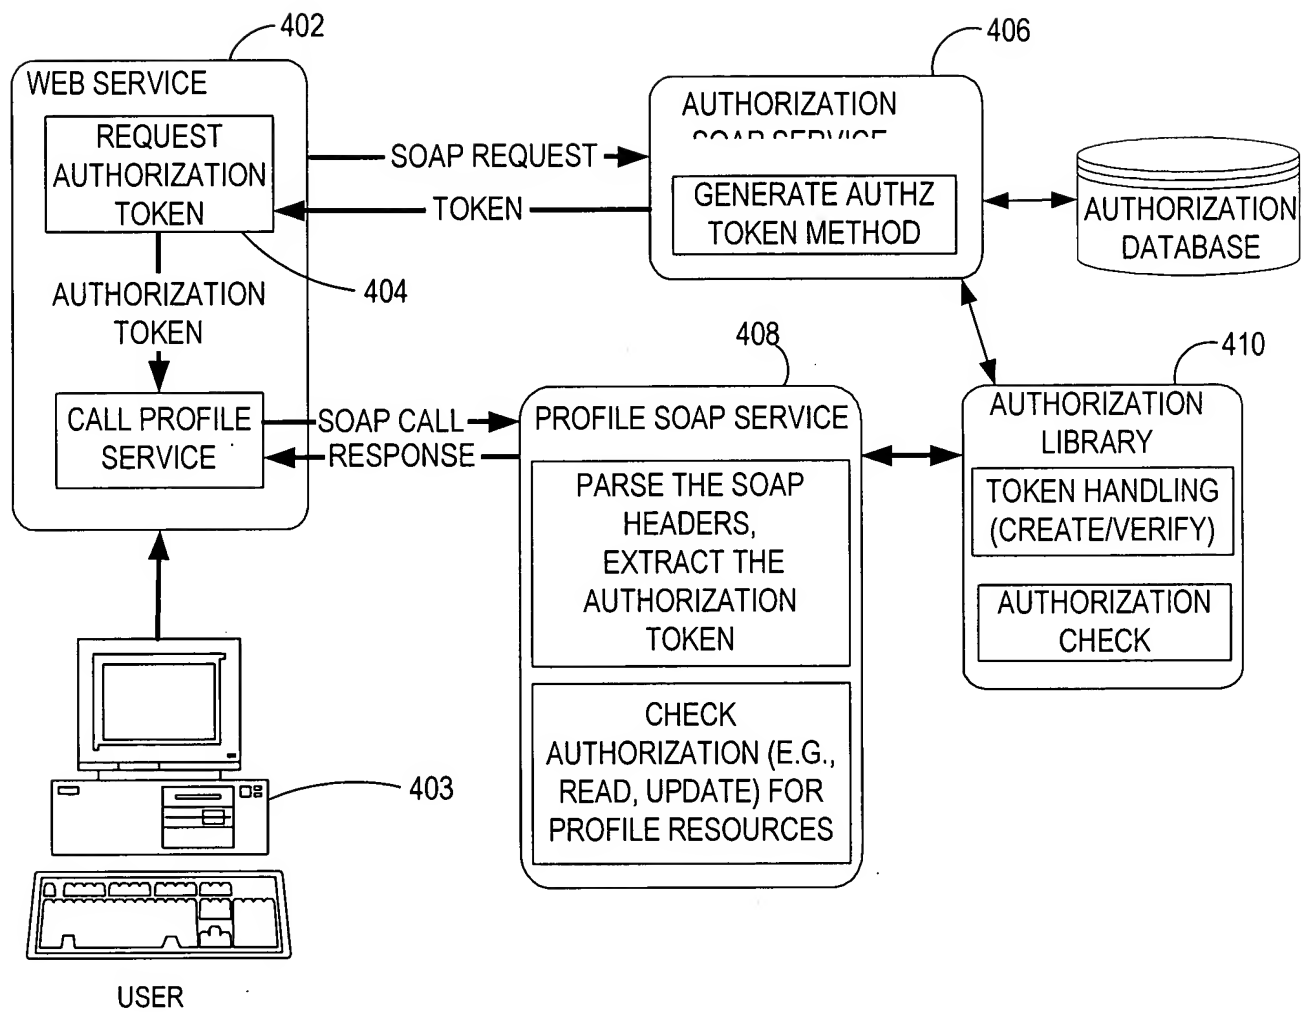 402
WEB SERVICE
REQUEST
AUTHORIZATION
TOKEN
404
AUTHORIZATION
TOKEN
CALL PROFILE
SERVICE
SOAP REQUEST
TOKEN
406
AUTHORIZATION
SOAP SERVICE
GENERATE AUTHZ
TOKEN METHOD
AUTHORIZATION
DATABASE
SOAP CALL
RESPONSE
408
PROFILE SOAP SERVICE
PARSE THE SOAP
HEADERS,
EXTRACT THE
AUTHORIZATION
TOKEN
CHECK
AUTHORIZATION (E.G.,
READ, UPDATE) FOR
PROFILE RESOURCES
410
AUTHORIZATION
LIBRARY
TOKEN HANDLING
(CREATE/VERIFY)
AUTHORIZATION
CHECK
403
USER